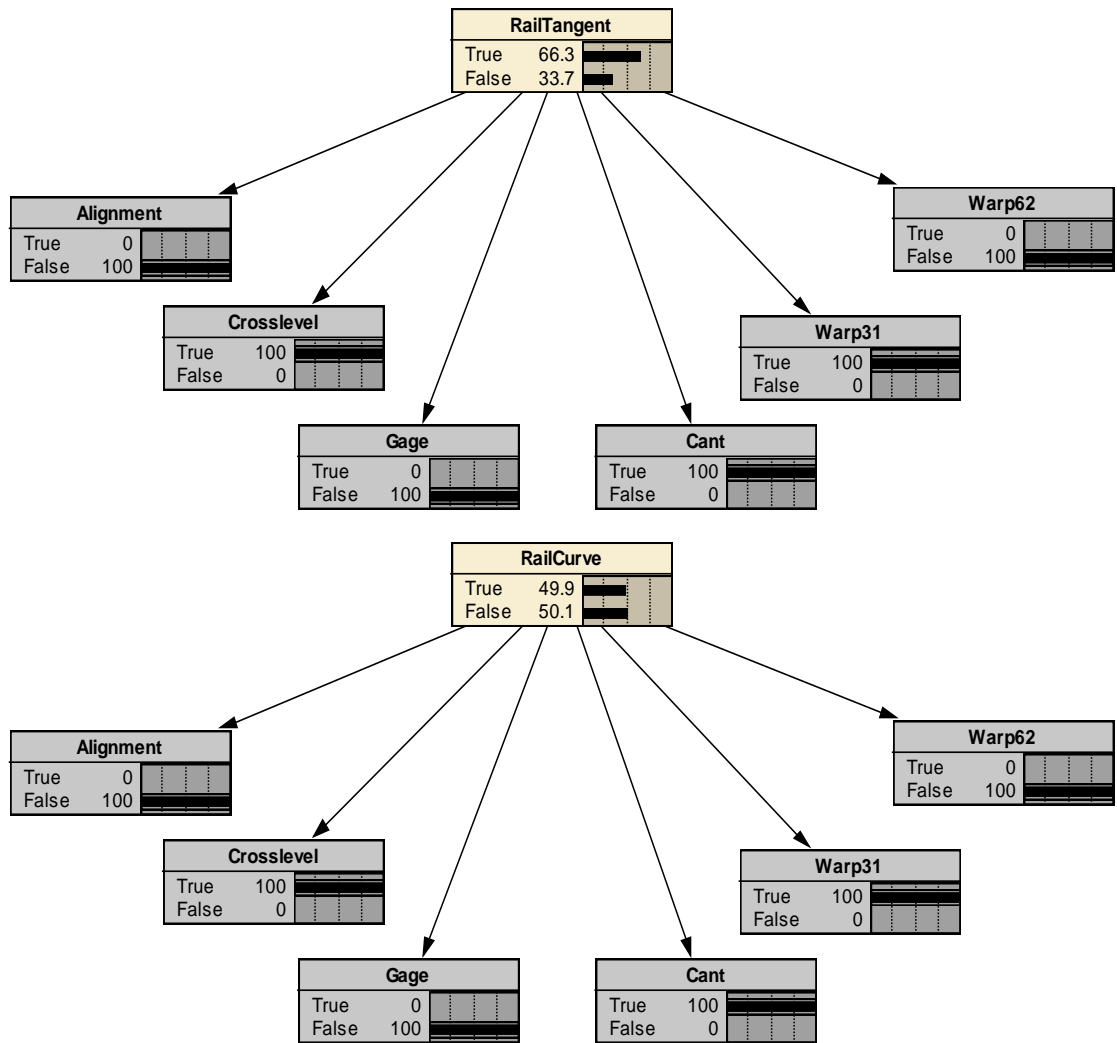 RailTangent
True 66.3
False 33.7
Alignment
True 0
False 100
Warp62
True 0
False 100
Crosslevel
True 100
False 0
Warp31
True 100
False 0
Gage
True 0
False 100
Cant
True 100
False 0
RailCurve
True 49.9
False 50.1
Alignment
True 0
False 100
Warp62
True 0
False 100
Crosslevel
True 100
False 0
Warp31
True 100
False 0
Gage
True 0
False 100
Cant
True 100
False 0